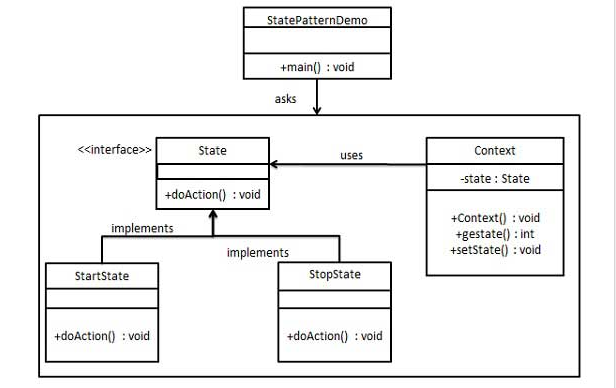 StatePatternDemo
+main() : void
asks
<<interface>>
State
+doAction() : void
uses
Context
-state : State
+Context() : void
+gestate() : int
+setState() : void
implements
implements
StartState
+doAction() : void
StopState
+doAction() : void